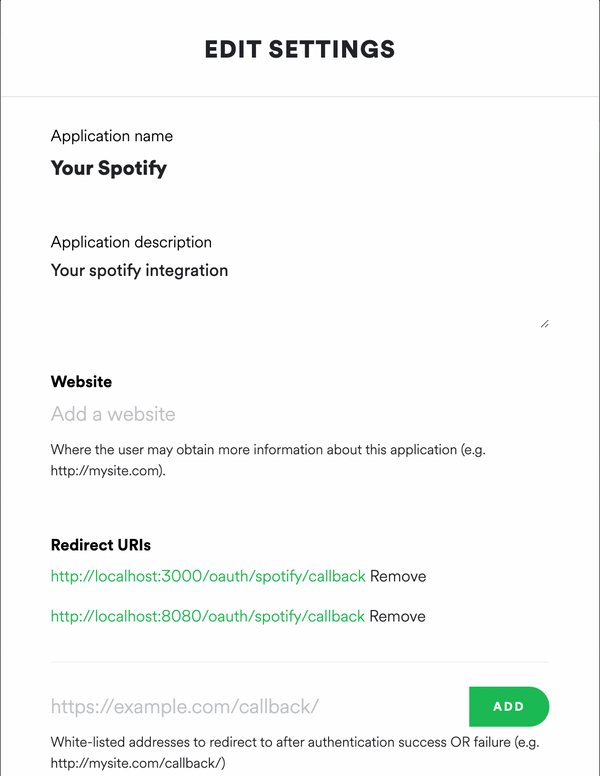 EDIT SETTINGS
Application name
Your Spotify
Application description
Your spotify integration
Website
Add a website
Where the user may obtain more information about this application (e.g.
http://mysite.com).
Redirect URIs
http://localhost:3000/oauth/spotify/callback Remove
http://localhost:8080/oauth/spotify/callback Remove
https://example.com/callback/ ADD
White-listed addresses to redirect to after authentication success OR failure (e.g.
http://mysite.com/callback/)